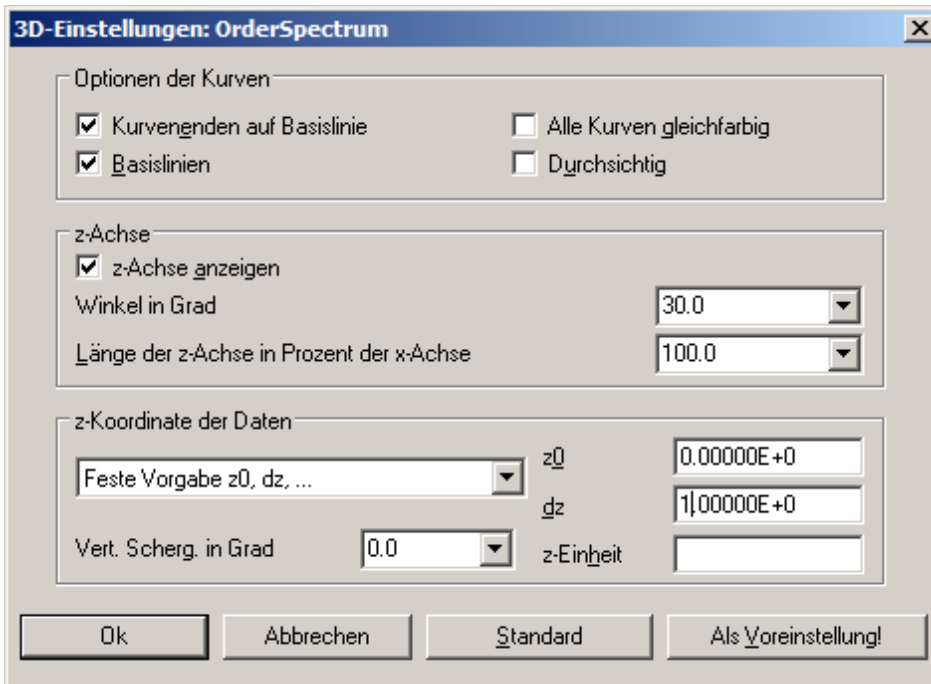 3D-Einstellungen: OrderSpectrum
Optionen der Kurven
Kurvenenden auf Basislinie
Alle Kurven gleichfarbig
Basislinien
Durchsichtig
z-Achse
z-Achse anzeigen
Winkel in Grad
30.0
Länge der z-Achse in Prozent der x-Achse
100.0
z-Koordinate der Daten
Feste Vorgabe z0, dz, ...
z0
0.00000E+0
dz
1.00000E+0
Vert. Scherg. in Grad
0.0
z-Einheit
Ok
Abbrechen
Standard
Als Voreinstellung!